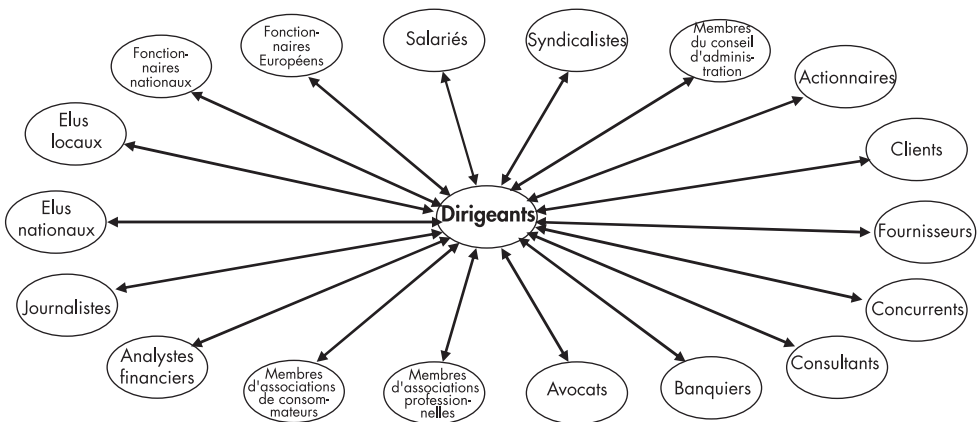 Fonction-
naires
nationaux
Fonction-
naires
Européens
Salariés
Syndicalistes
Membres
du conseil
d'adminis-
tration
Actionnaires
Elus
locaux
Clients
Elus
nationaux
Dirigeants
Fournisseurs
Journalistes
Concurrents
Analystes
financiers
Membres
d'associations
de consom-
mateurs
Membres
d'associations
profession-
nelles
Avocats
Banquiers
Consultants